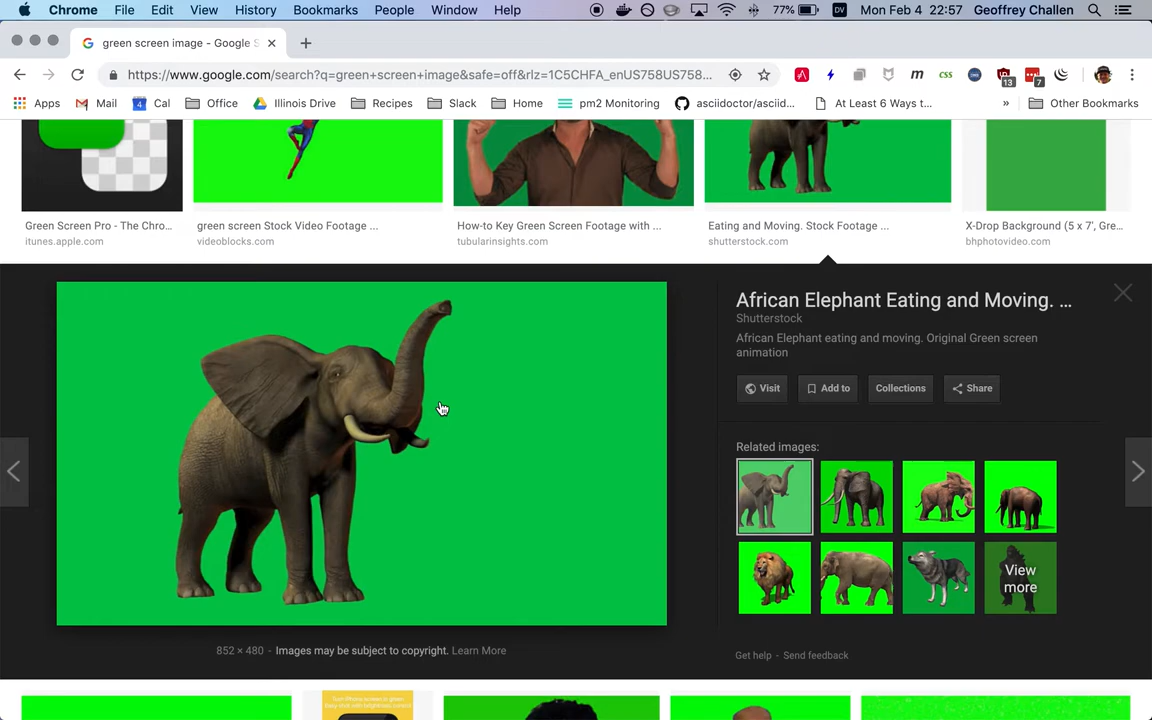 Chrome File Edit View History Bookmarks People Window Help 77% DV Mon Feb 4 22:57 Geoffrey Challen
green screen image - Google S
https://www.google.com/search?q=green+screen+image&safe=off&rlz=1C5CHFA_enUS758US758... m css 13 7
Apps Mail 4 Cal Office Illinois Drive Recipes Slack Home pm2 Monitoring asciidoctor/asciid... At Least 6 Ways t... » Other Bookmarks
Green Screen Pro - The Chro... green screen Stock Video Footage ... How-to Key Green Screen Footage with ... Eating and Moving. Stock Footage ... X-Drop Background (5 x 7', Gre...
itunes.apple.com videoblocks.com tubularinsights.com shutterstock.com bhphotovideo.com
African Elephant Eating and Moving. ...
Shutterstock
African Elephant eating and moving. Original Green screen
animation
Visit Add to Collections Share
Related images:
View
more
852 × 480 - Images may be subject to copyright. Learn More
Get help - Send feedback